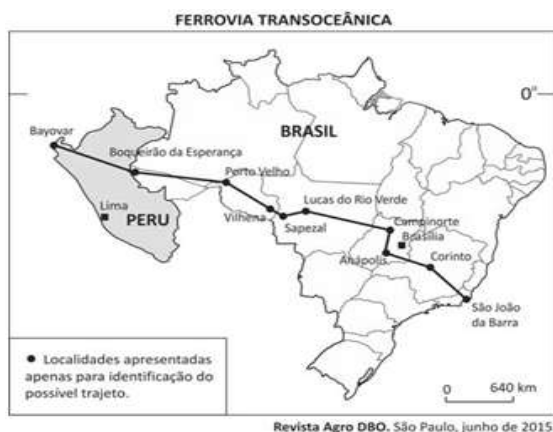 FERROVIA TRANSOCEÂNICA
0°
Bayovar
BRASIL
Boqueirão da Esperança
Porto Velho
Lucas do Rio Verde
Lima
PERU
Vilhena
Sapezal
Campinorte
Brasília
Anápolis
Corinto
São João
da Barra
● Localidades apresentadas
apenas para identificação do
possível trajeto.
0 640 km
Revista Agro DBO. São Paulo, junho de 2015